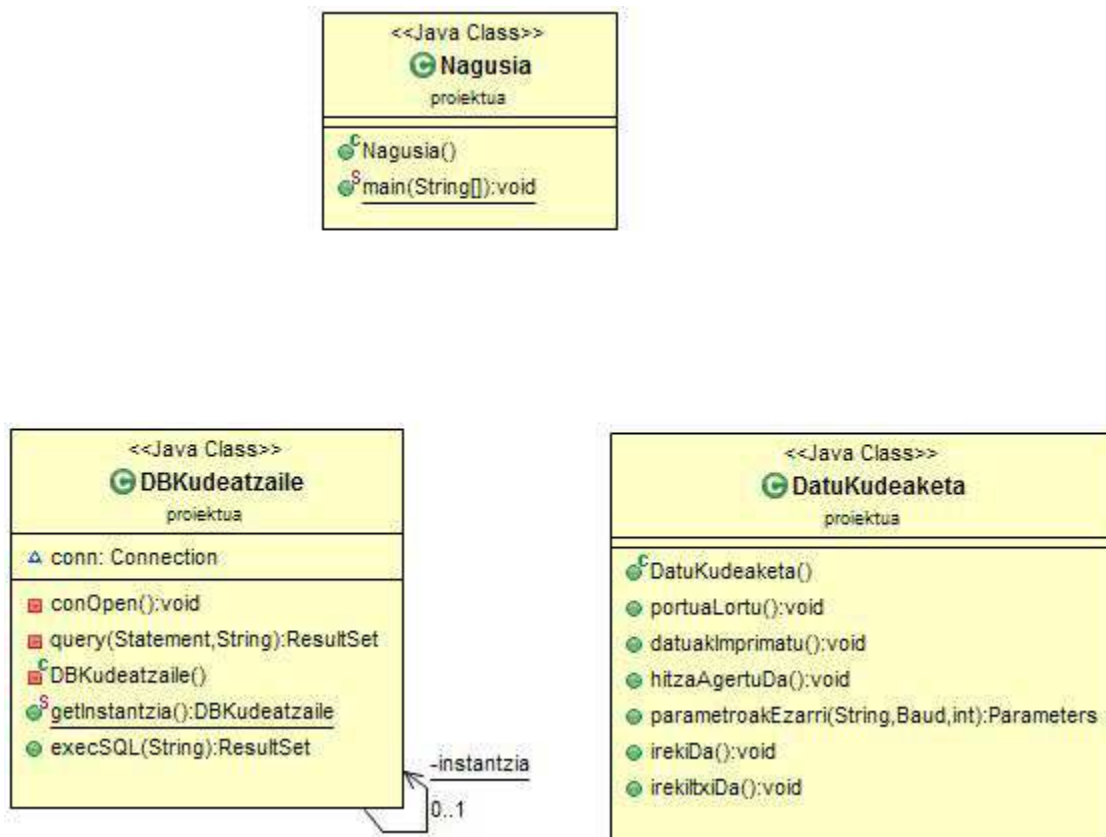 <<Java Class>>
Nagusia
proiektua
Nagusia()
main(String[]):void
<<Java Class>>
DBKudeatzaile
proiektua
conn: Connection
conOpen():void
query(Statement,String):ResultSet
DBKudeatzaile()
getInstantzia():DBKudeatzaile
execSQL(String):ResultSet
-instantzia
0..1
<<Java Class>>
DatuKudeaketa
proiektua
DatuKudeaketa()
portuaLortu():void
datuakImprimatu():void
hitzaAgertuDa():void
parametroakEzarri(String,Baud,int):Parameters
irekiDa():void
irekiItxiDa():void